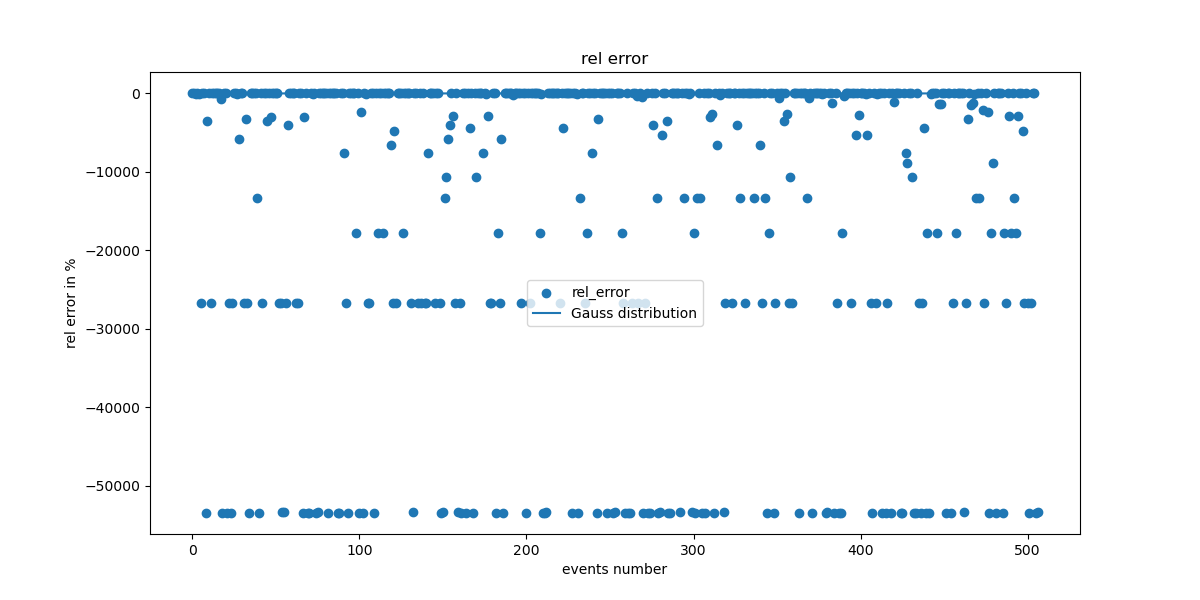 rel error
0
−10000
−20000
−30000
−40000
−50000
rel error in %
rel_error
Gauss distribution
0 100 200 300 400 500
events number